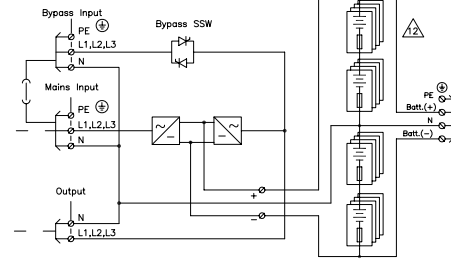 Bypass Input
Bypass SSW
PE
L1,L2,L3
N
12
Mains Input
PE
L1,L2,L3
N
PE
Batt.(+)
N
Batt.(-)
Output
N
L1,L2,L3
+
-